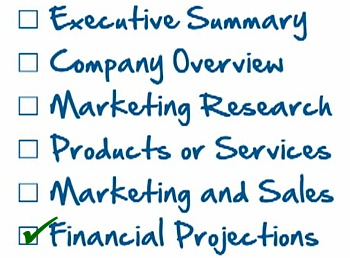 Executive Summary
Company Overview
Marketing Research
Products or Services
Marketing and Sales
Financial Projections